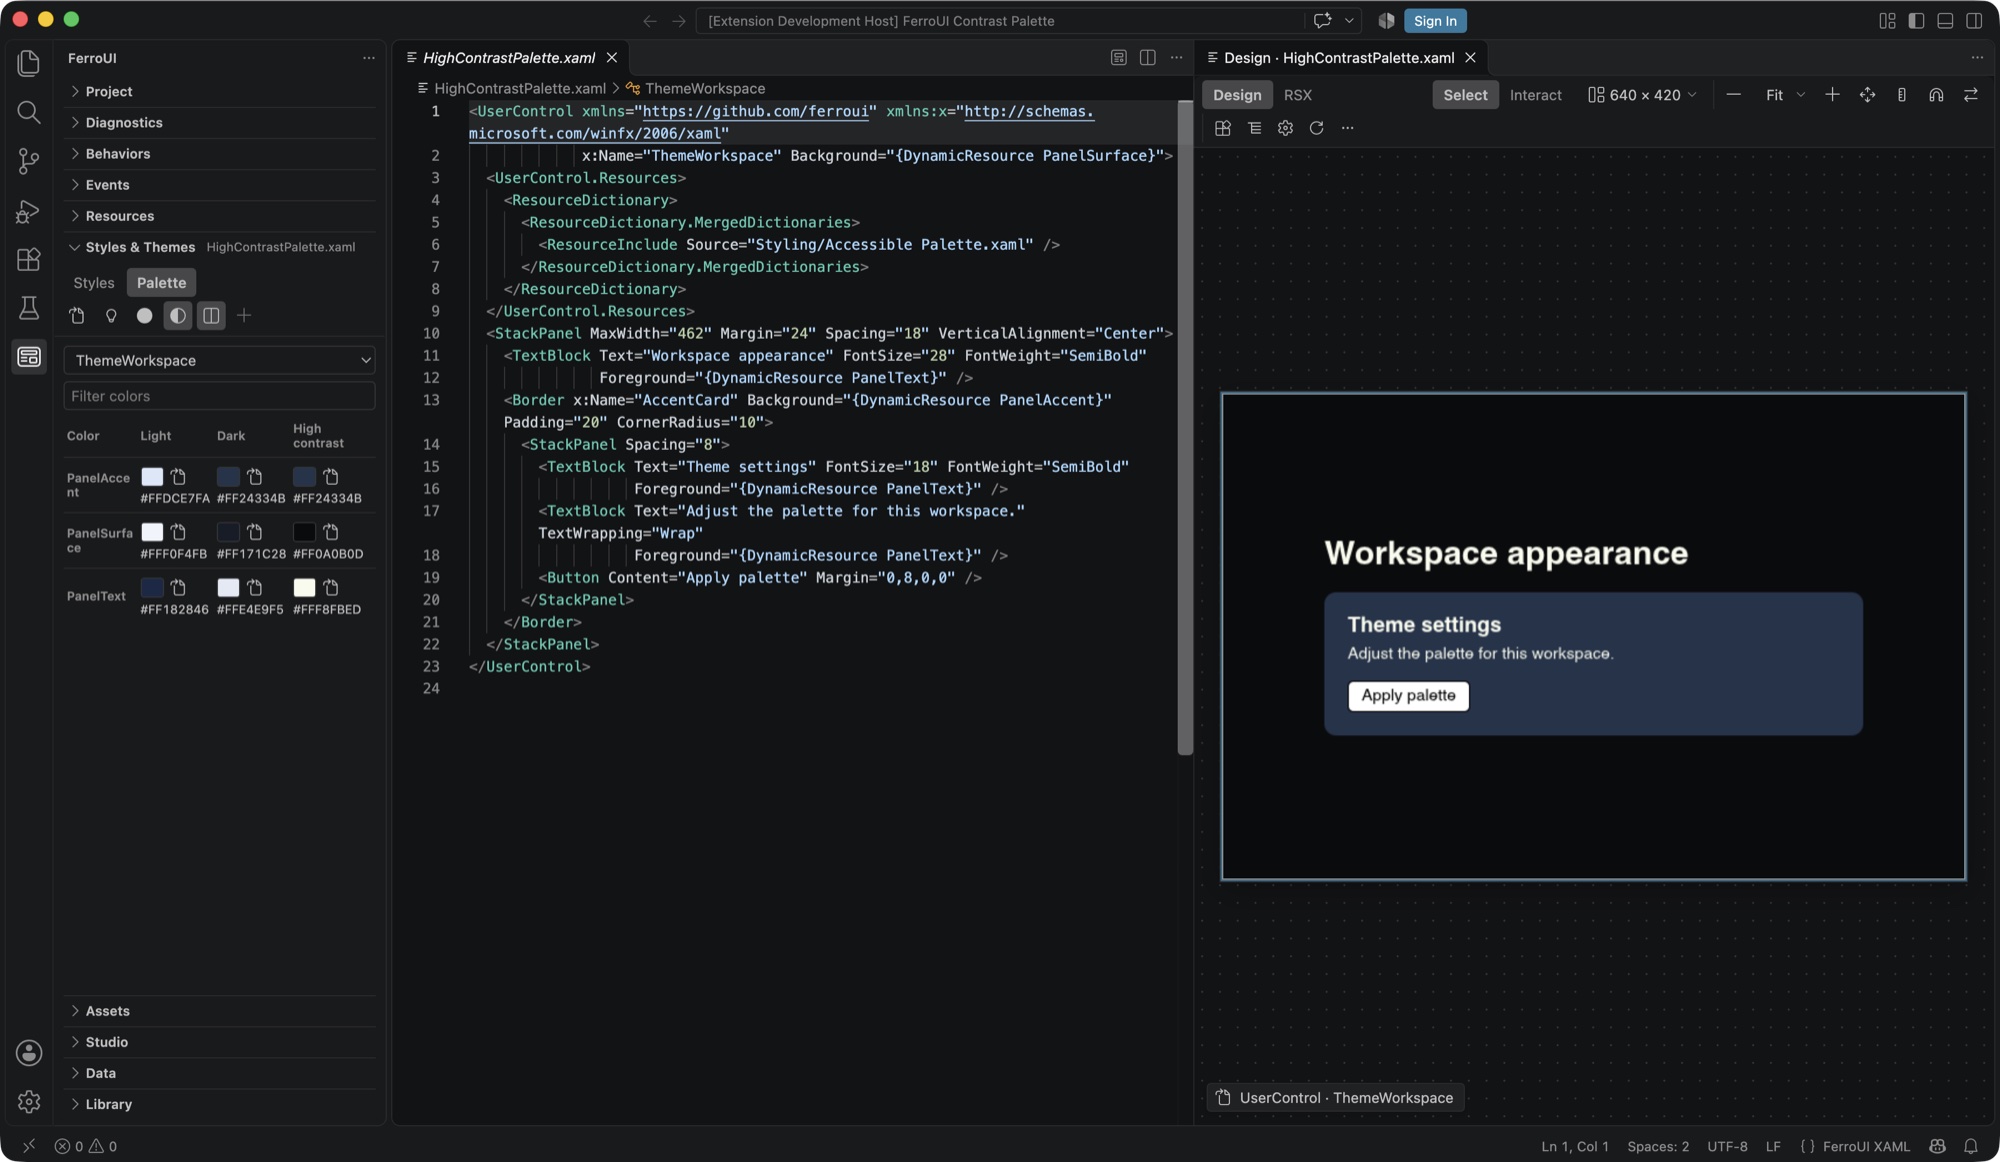 [Extension Development Host] FerroUI Contrast Palette
Sign In
FerroUI
Project
Diagnostics
Behaviors
Events
Resources
Styles & Themes HighContrastPalette.xaml
Styles Palette
ThemeWorkspace
Filter colors
Color Light Dark High contrast
PanelAccent
#FFDCE7FA #FF24334B #FF24334B
PanelSurface
#FFF0F4FB #FF171C28 #FF0A0B0D
PanelText
#FF182846 #FFE4E9F5 #FFF8FBED
Assets
Studio
Data
Library
HighContrastPalette.xaml
HighContrastPalette.xaml > ThemeWorkspace
1 <UserControl xmlns="https://github.com/ferroui" xmlns:x="http://schemas.
microsoft.com/winfx/2006/xaml"
2 x:Name="ThemeWorkspace" Background="{DynamicResource PanelSurface}">
3 <UserControl.Resources>
4 <ResourceDictionary>
5 <ResourceDictionary.MergedDictionaries>
6 <ResourceInclude Source="Styling/Accessible Palette.xaml" />
7 </ResourceDictionary.MergedDictionaries>
8 </ResourceDictionary>
9 </UserControl.Resources>
10 <StackPanel MaxWidth="462" Margin="24" Spacing="18" VerticalAlignment="Center">
11 <TextBlock Text="Workspace appearance" FontSize="28" FontWeight="SemiBold"
12 Foreground="{DynamicResource PanelText}" />
13 <Border x:Name="AccentCard" Background="{DynamicResource PanelAccent}"
Padding="20" CornerRadius="10">
14 <StackPanel Spacing="8">
15 <TextBlock Text="Theme settings" FontSize="18" FontWeight="SemiBold"
16 Foreground="{DynamicResource PanelText}" />
17 <TextBlock Text="Adjust the palette for this workspace."
TextWrapping="Wrap"
18 Foreground="{DynamicResource PanelText}" />
19 <Button Content="Apply palette" Margin="0,8,0,0" />
20 </StackPanel>
21 </Border>
22 </StackPanel>
23 </UserControl>
24
Design · HighContrastPalette.xaml
Design RSX Select Interact 640 × 420 Fit
Workspace appearance
Theme settings
Adjust the palette for this workspace.
Apply palette
UserControl · ThemeWorkspace
0 0
Ln 1, Col 1 Spaces: 2 UTF-8 LF { } FerroUI XAML